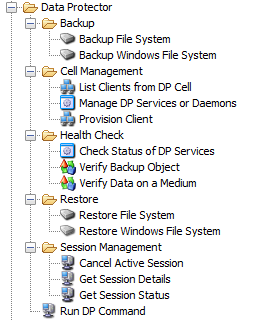 Data Protector
Backup
Backup File System
Backup Windows File System
Cell Management
List Clients from DP Cell
Manage DP Services or Daemons
Provision Client
Health Check
Check Status of DP Services
Verify Backup Object
Verify Data on a Medium
Restore
Restore File System
Restore Windows File System
Session Management
Cancel Active Session
Get Session Details
Get Session Status
Run DP Command